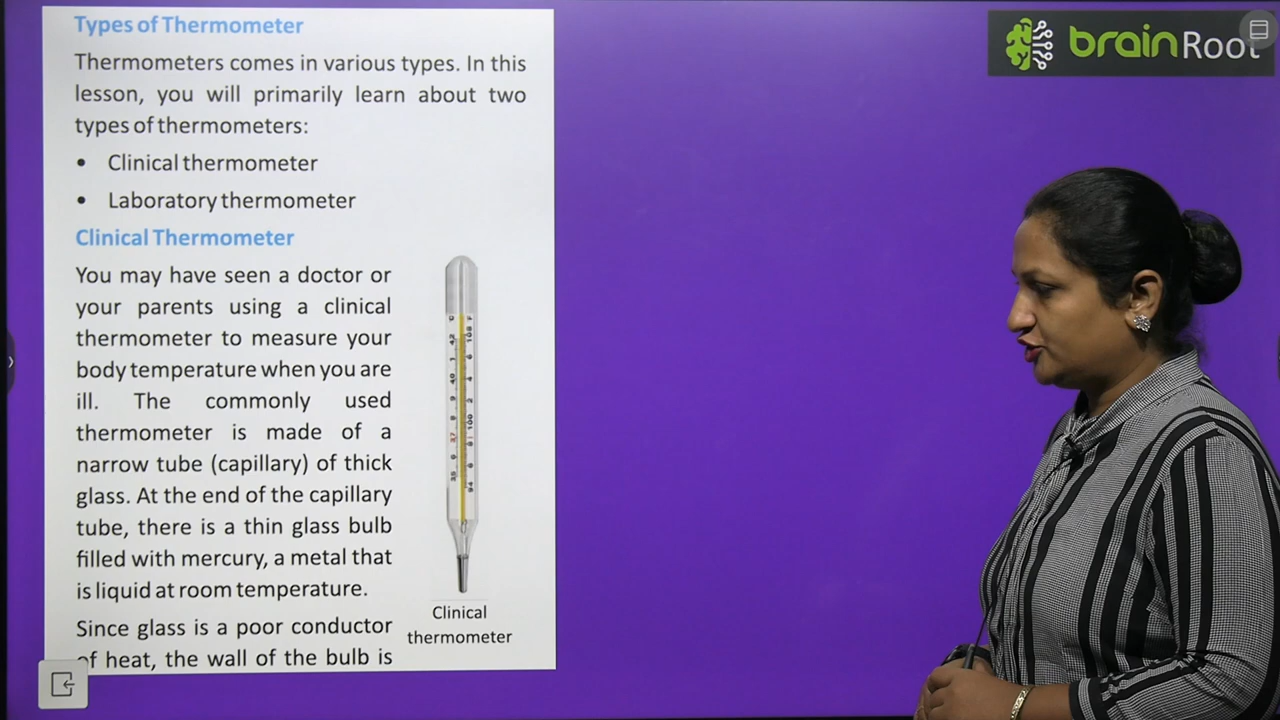 Types of Thermometer
Thermometers comes in various types. In this
lesson, you will primarily learn about two
types of thermometers:
• Clinical thermometer
• Laboratory thermometer
Clinical Thermometer
You may have seen a doctor or
your parents using a clinical
thermometer to measure your
body temperature when you are
ill. The commonly used
thermometer is made of a
narrow tube (capillary) of thick
glass. At the end of the capillary
tube, there is a thin glass bulb
filled with mercury, a metal that
is liquid at room temperature.
Since glass is a poor conductor
of heat, the wall of the bulb is
Clinical
thermometer
brainRoot